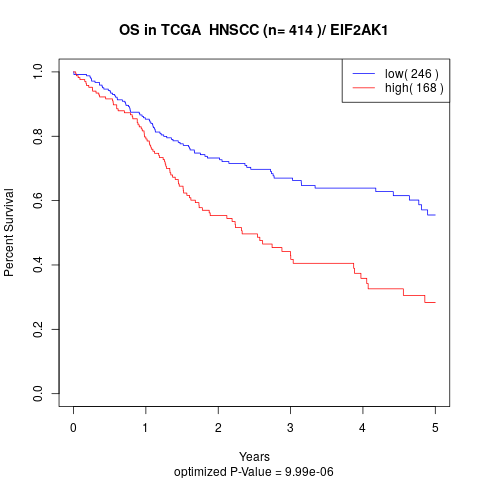 OS in TCGA  HNSCC (n= 414 )/ EIF2AK1
low( 246 )
high( 168 )
Percent Survival
1.0
0.8
0.6
0.4
0.2
0.0
0 1 2 3 4 5
Years
optimized P-Value = 9.99e-06